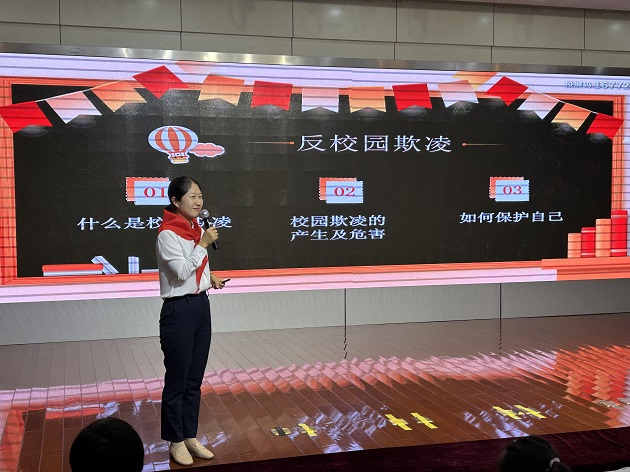 反校园欺凌
01
02
03
什么是校
凌
校园欺凌的
产生及危害
如何保护自己